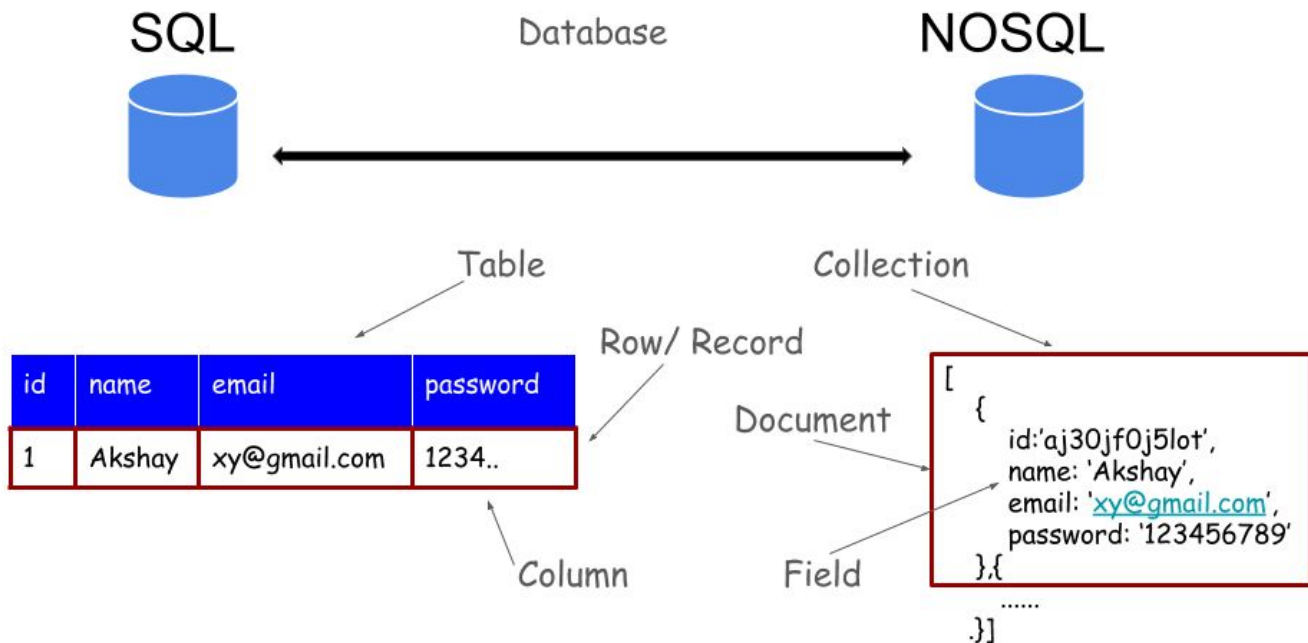 SQL
Database
NOSQL
Table
Collection
Row/ Record
id name email password
1 Akshay xy@gmail.com 1234..
Column
Document
Field
[
{
id:’aj30jf0j5lot’,
name: ‘Akshay’,
email: ‘xy@gmail.com’,
password: ‘123456789’
},{
......
.}]